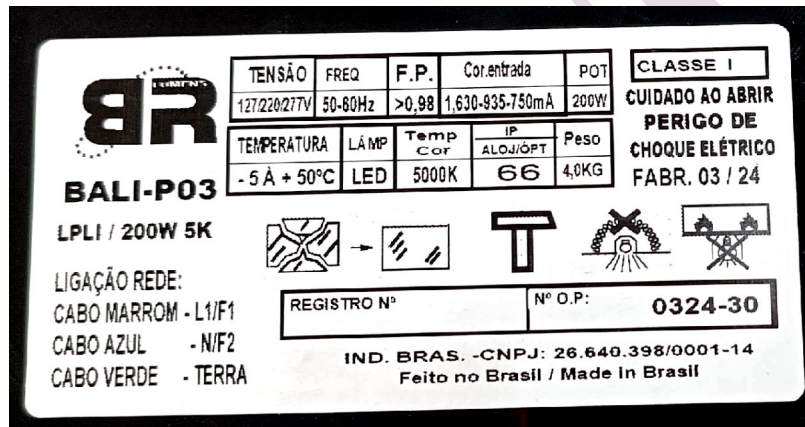 BR LUMENS
BALI-P03
LPLI / 200W 5K
LIGAÇÃO REDE:
CABO MARROM - L1/F1
CABO AZUL - N/F2
CABO VERDE - TERRA
TENSÃO FREQ F.P. Cor.entrada POT
127/220/277V 50-60Hz >0,98 1,630-935-750mA 200W
TEMPERATURA LÂMP Temp Cor IP ALOJ/ÓPT Peso
- 5 À + 50ºC LED 5000K 66 4,0KG
CLASSE I
CUIDADO AO ABRIR
PERIGO DE
CHOQUE ELÉTRICO
FABR. 03 / 24
REGISTRO Nº Nº O.P: 0324-30
IND. BRAS. -CNPJ: 26.640.398/0001-14
Feito no Brasil / Made in Brasil